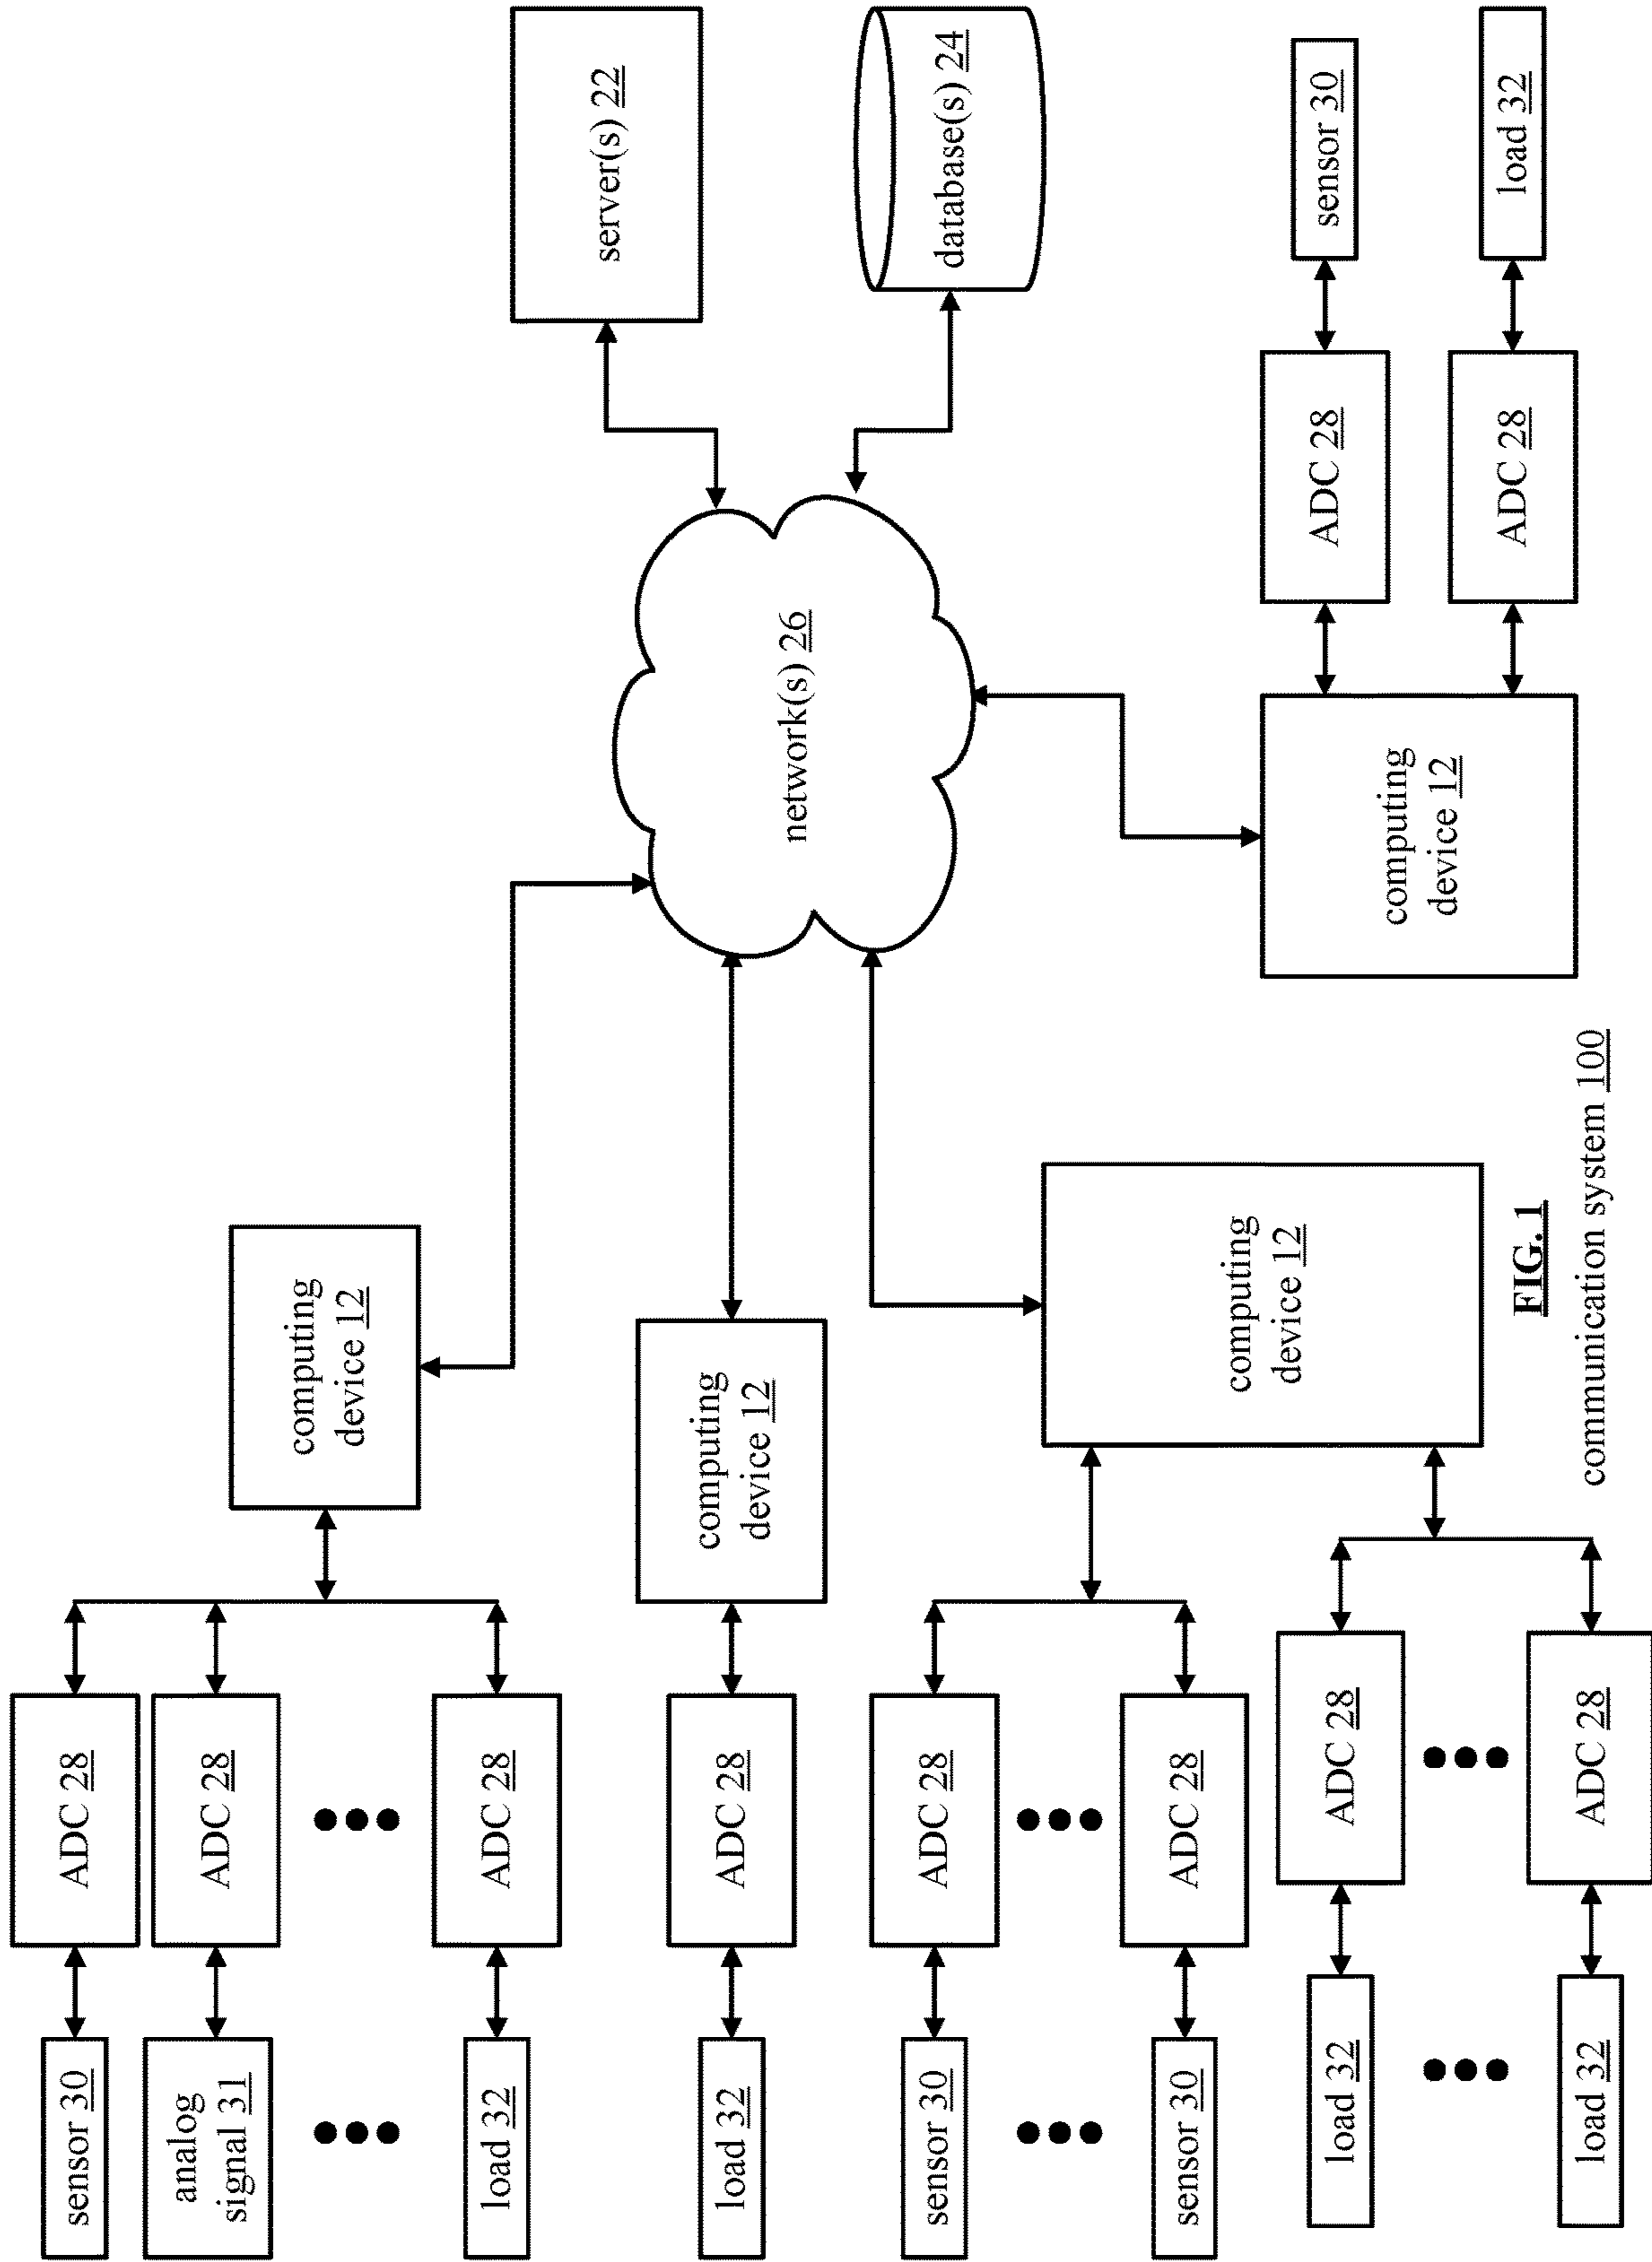 sensor 30
ADC 28
analog
signal 31
ADC 28
computing
device 12
load 32
ADC 28
server(s) 22
load 32
ADC 28
computing
device 12
network(s) 26
database(s) 24
sensor 30
ADC 28
sensor 30
ADC 28
computing
device 12
load 32
ADC 28
load 32
ADC 28
computing
device 12
ADC 28
sensor 30
ADC 28
load 32
FIG. 1
communication system 100